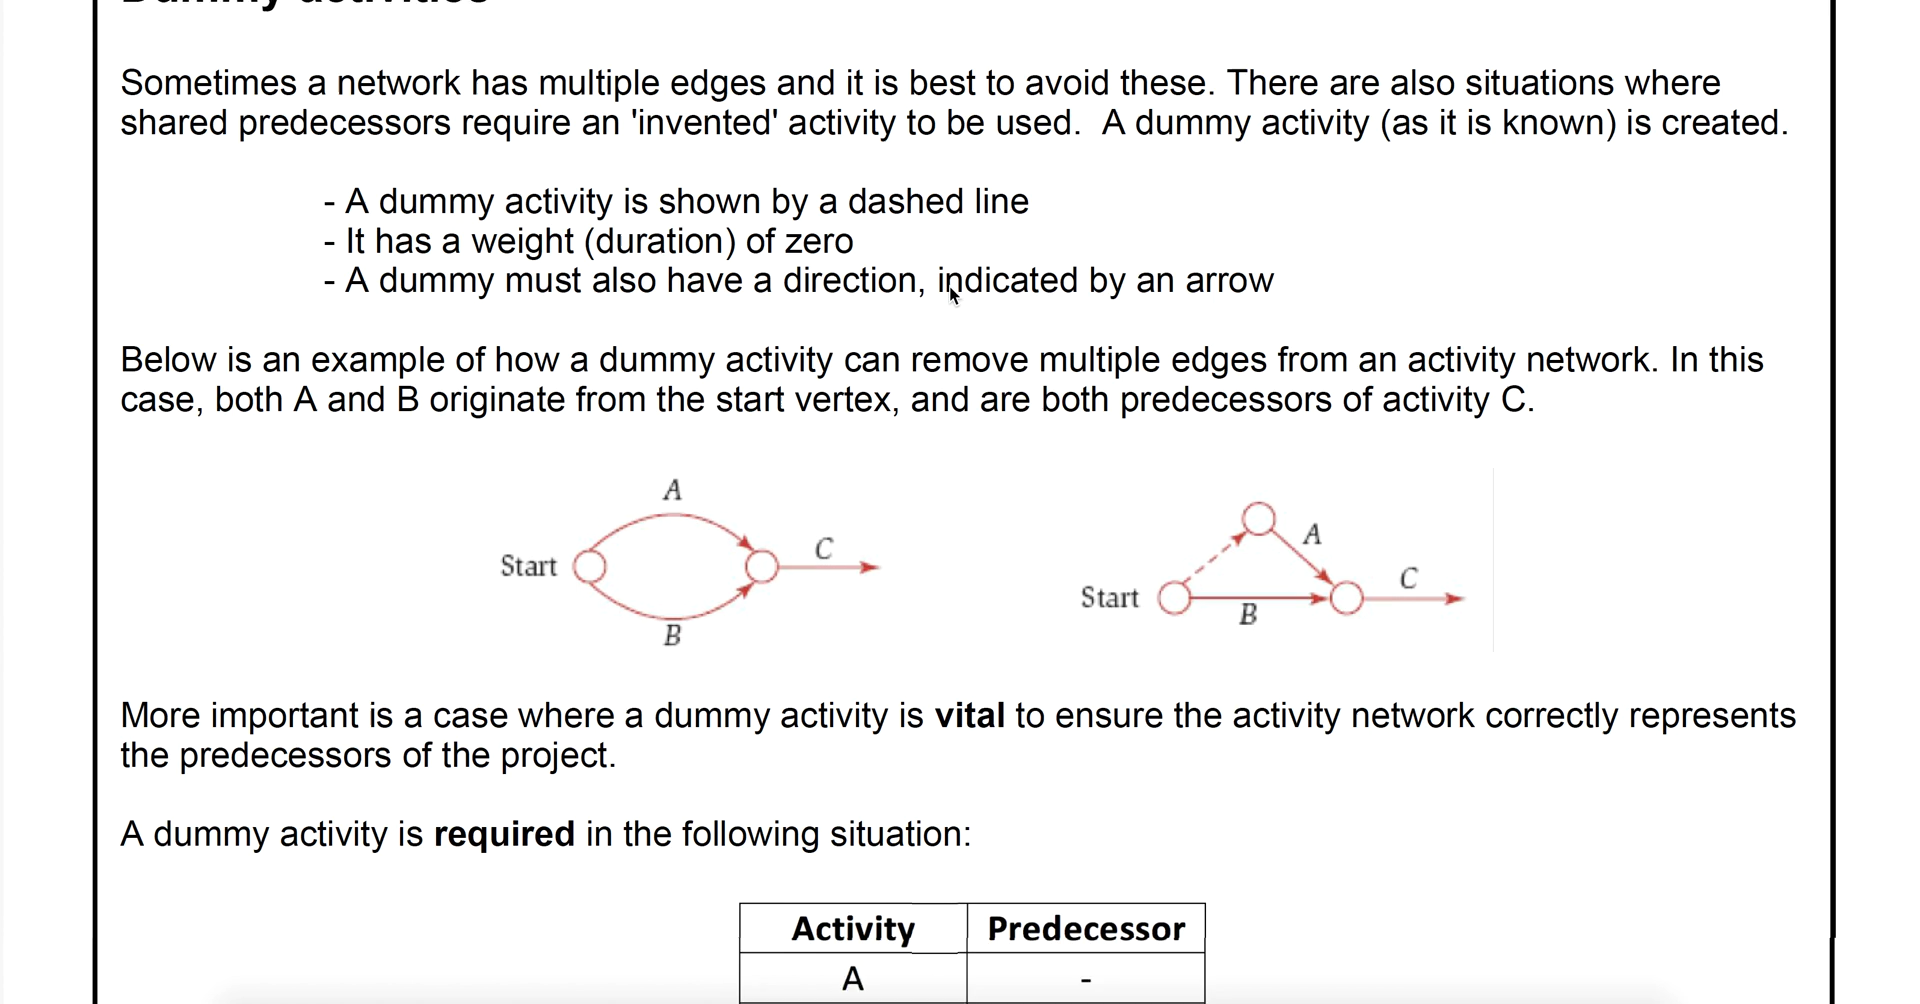 Dummy activities
Sometimes a network has multiple edges and it is best to avoid these. There are also situations where
shared predecessors require an 'invented' activity to be used.  A dummy activity (as it is known) is created.
- A dummy activity is shown by a dashed line
- It has a weight (duration) of zero
- A dummy must also have a direction, indicated by an arrow
Below is an example of how a dummy activity can remove multiple edges from an activity network. In this
case, both A and B originate from the start vertex, and are both predecessors of activity C.
A
C
Start
B
A
C
Start
B
More important is a case where a dummy activity is vital to ensure the activity network correctly represents
the predecessors of the project.
A dummy activity is required in the following situation:
Activity Predecessor
A -